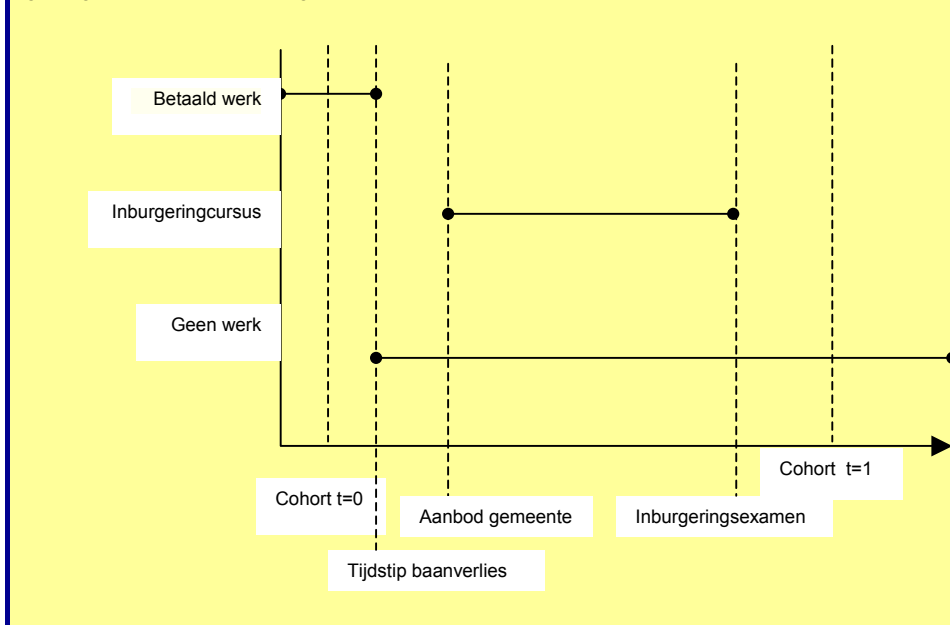 Betaald werk
Inburgeringcursus
Geen werk
Cohort t=1
Cohort t=0
Aanbod gemeente
Inburgeringsexamen
Tijdstip baanverlies